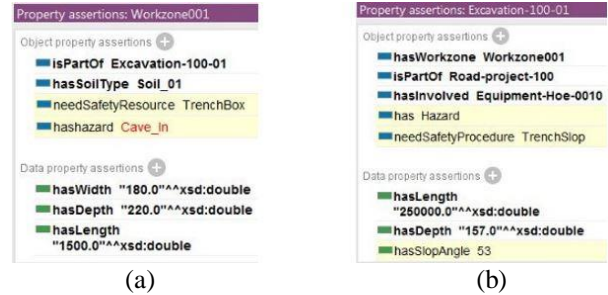 Property assertions: Workzone001
Object property assertions
isPartOf Excavation-100-01
hasSoilType Soil_01
needSafetyResource TrenchBox
hashazard Cave_In
Data property assertions
hasWidth "180.0"^^xsd:double
hasDepth "220.0"^^xsd:double
hasLength
"1500.0"^^xsd:double
(a)
Property assertions: Excavation-100-01
Object property assertions
hasWorkzone Workzone001
isPartOf Road-project-100
hasInvolved Equipment-Hoe-0010
has Hazard
needSafetyProcedure TrenchSlop
Data property assertions
hasLength
"250000.0"^^xsd:double
hasDepth "157.0"^^xsd:double
hasSlopAngle 53
(b)